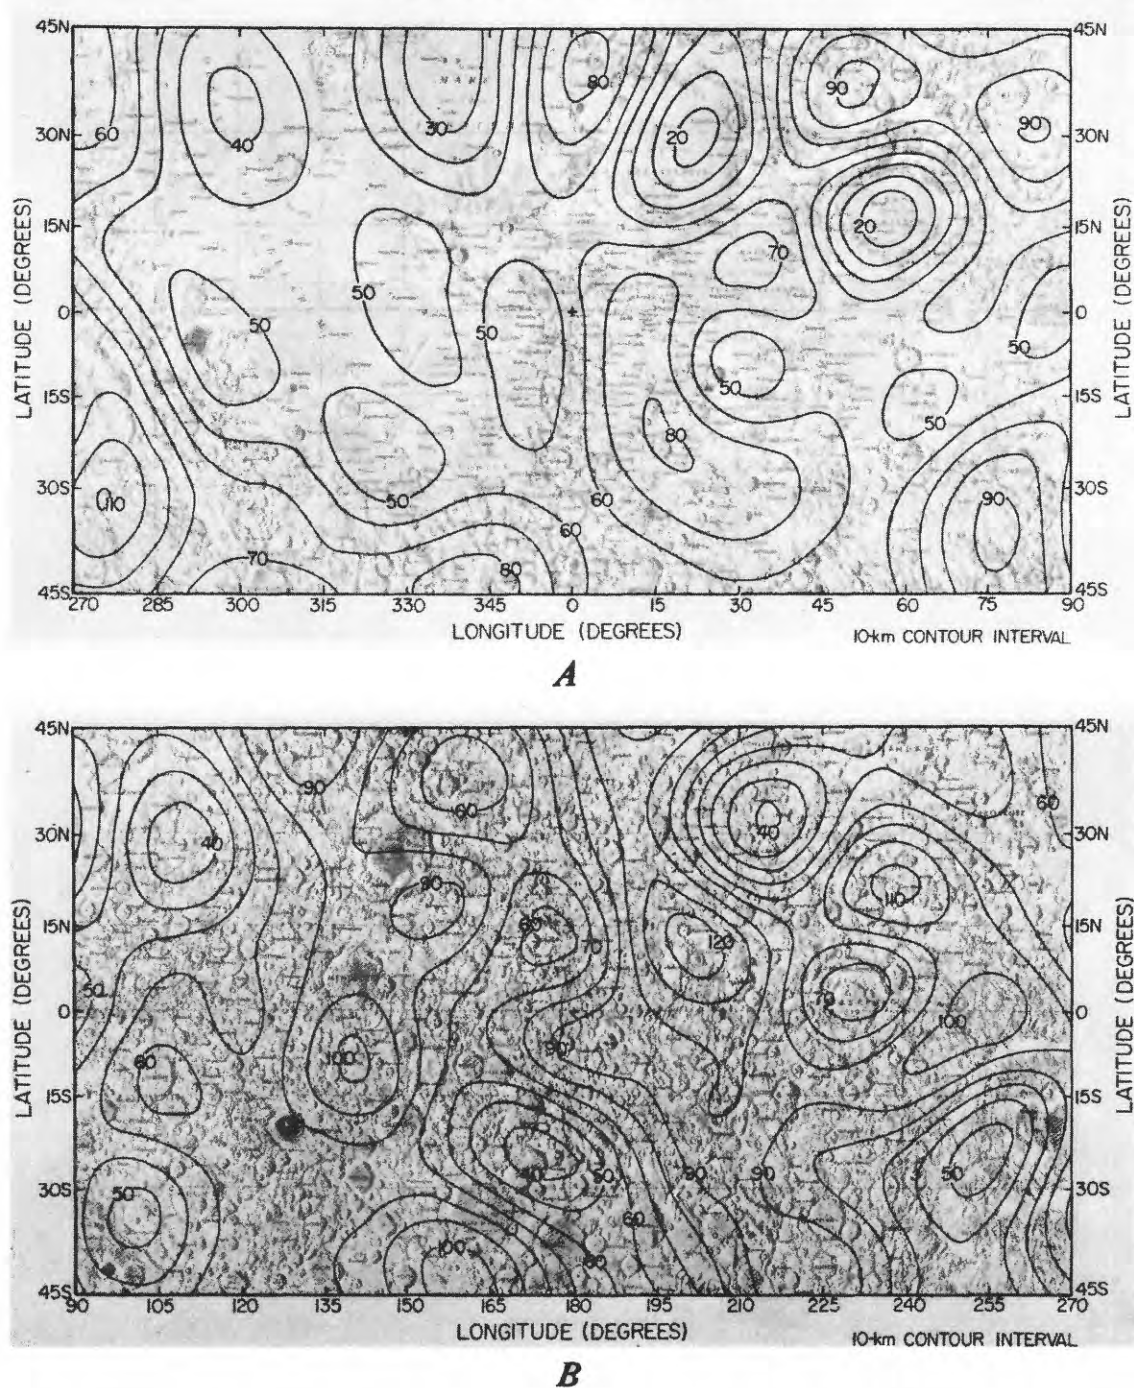 45N 45N
60 40 30 80 20 90 90
30N 30N
15N 20 15N
70
50 50 50 50
0 0
50
15S 15S
50
80
30S 110 50 60 90 30S
60
70 80
45S 45S
270 285 300 315 330 345 0 15 30 45 60 75 90
LATITUDE (DEGREES)
LATITUDE (DEGREES)
LONGITUDE (DEGREES)
10-km CONTOUR INTERVAL
A
45N 45N
90 60 60
30N 40 40 30N
80 70 110
15N 60 70 120 15N
50 70
0 100 0
60 100 90
15S 15S
30S 50 40 50 90 90 50 30S
60
100 80
45S 45S
90 105 120 135 150 165 180 195 210 225 240 255 270
LATITUDE (DEGREES)
LATITUDE (DEGREES)
LONGITUDE (DEGREES)
10-km CONTOUR INTERVAL
B